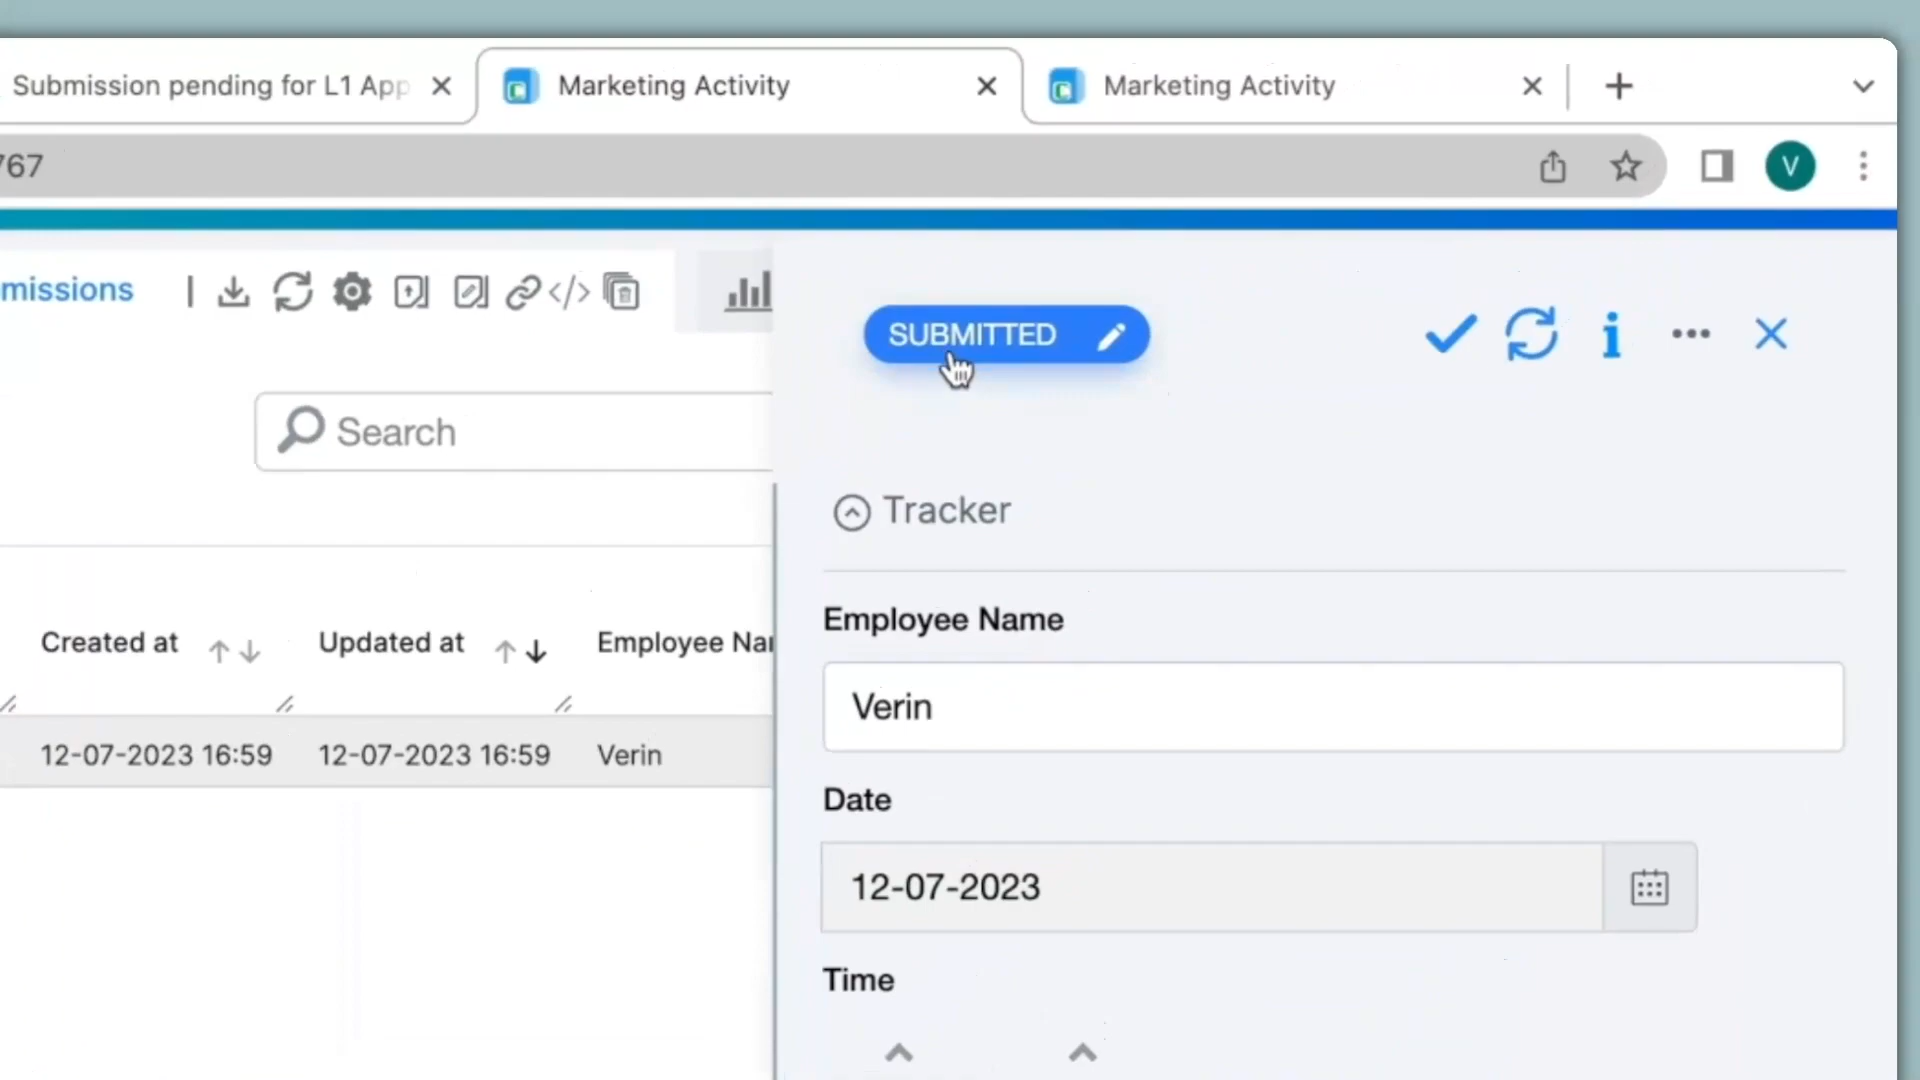 Submission pending for L1 App
Marketing Activity
Marketing Activity
767
V
missions
SUBMITTED
Search
Tracker
Employee Name
Verin
Created at
Updated at
Employee Nam
12-07-2023 16:59
12-07-2023 16:59
Verin
Date
12-07-2023
Time